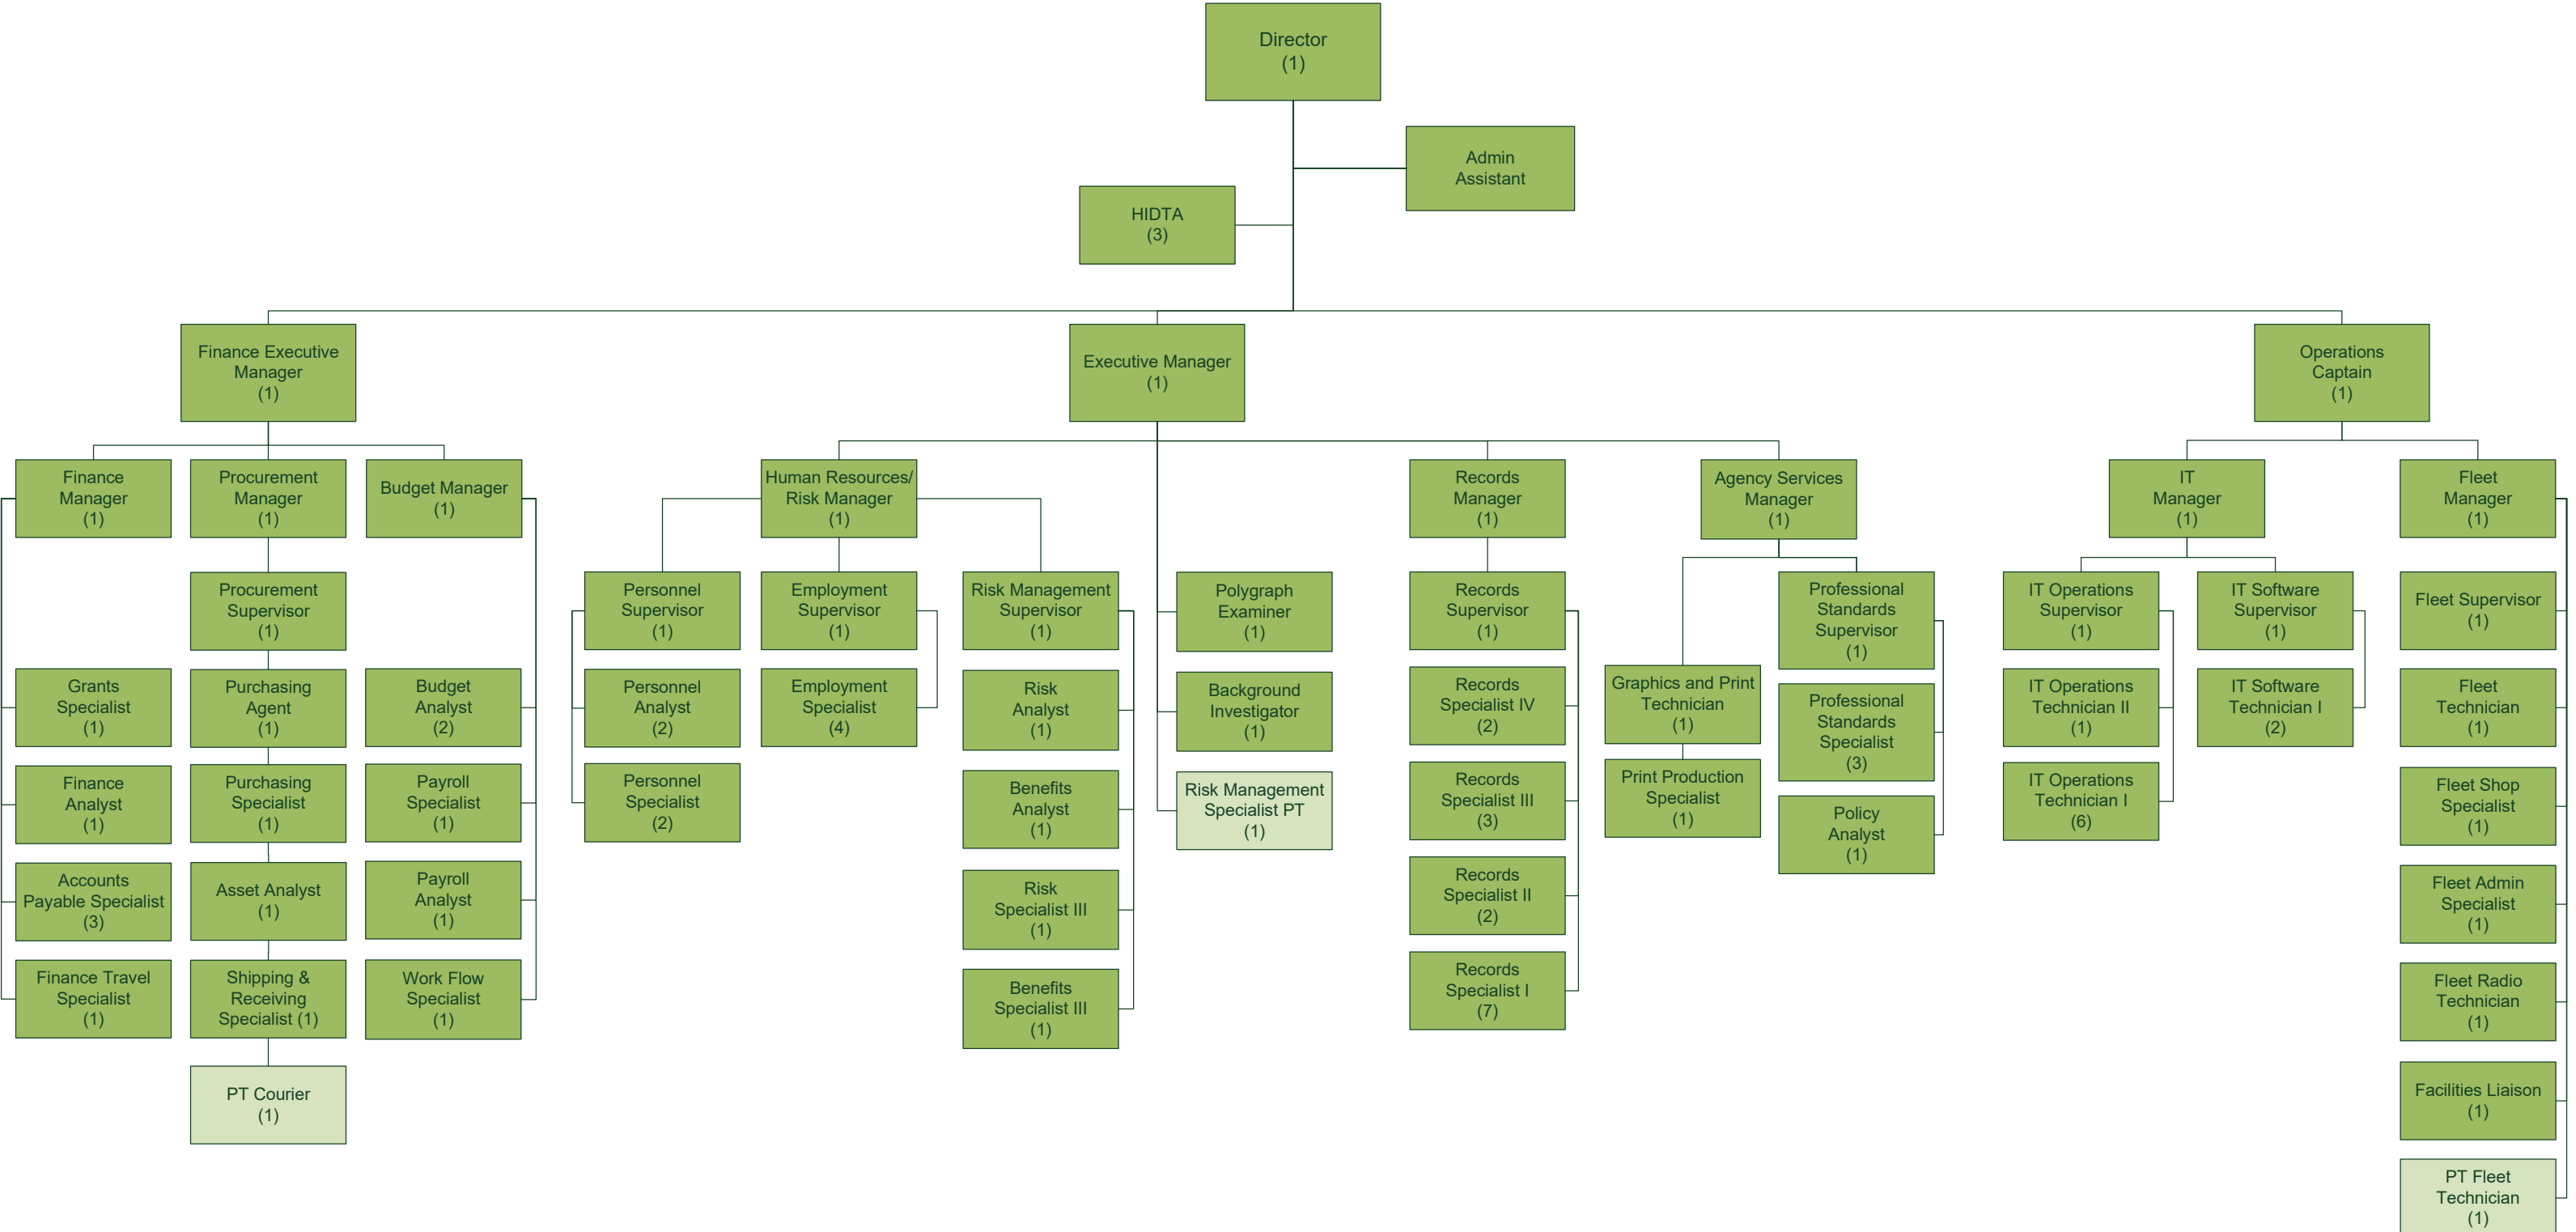 Director
(1)
Admin
Assistant
HIDTA
(3)
Finance Executive
Manager
(1)
Executive Manager
(1)
Operations
Captain
(1)
Finance
Manager
(1)
Procurement
Manager
(1)
Budget Manager
(1)
Human Resources/
Risk Manager
(1)
Records
Manager
(1)
Agency Services
Manager
(1)
IT
Manager
(1)
Fleet
Manager
(1)
Procurement
Supervisor
(1)
Personnel
Supervisor
(1)
Employment
Supervisor
(1)
Risk Management
Supervisor
(1)
Polygraph
Examiner
(1)
Records
Supervisor
(1)
Professional
Standards
Supervisor
(1)
IT Operations
Supervisor
(1)
IT Software
Supervisor
(1)
Fleet Supervisor
(1)
Grants
Specialist
(1)
Purchasing
Agent
(1)
Budget
Analyst
(2)
Personnel
Analyst
(2)
Employment
Specialist
(4)
Risk
Analyst
(1)
Background
Investigator
(1)
Records
Specialist IV
(2)
Graphics and Print
Technician
(1)
Professional
Standards
Specialist
(3)
IT Operations
Technician II
(1)
IT Software
Technician I
(2)
Fleet
Technician
(1)
Finance
Analyst
(1)
Purchasing
Specialist
(1)
Payroll
Specialist
(1)
Personnel
Specialist
(2)
Benefits
Analyst
(1)
Risk Management
Specialist PT
(1)
Records
Specialist III
(3)
Print Production
Specialist
(1)
Policy
Analyst
(1)
IT Operations
Technician I
(6)
Fleet Shop
Specialist
(1)
Accounts
Payable Specialist
(3)
Asset Analyst
(1)
Payroll
Analyst
(1)
Risk
Specialist III
(1)
Records
Specialist II
(2)
Fleet Admin
Specialist
(1)
Finance Travel
Specialist
(1)
Shipping &
Receiving
Specialist (1)
Work Flow
Specialist
(1)
Benefits
Specialist III
(1)
Records
Specialist I
(7)
Fleet Radio
Technician
(1)
PT Courier
(1)
Facilities Liaison
(1)
PT Fleet
Technician
(1)